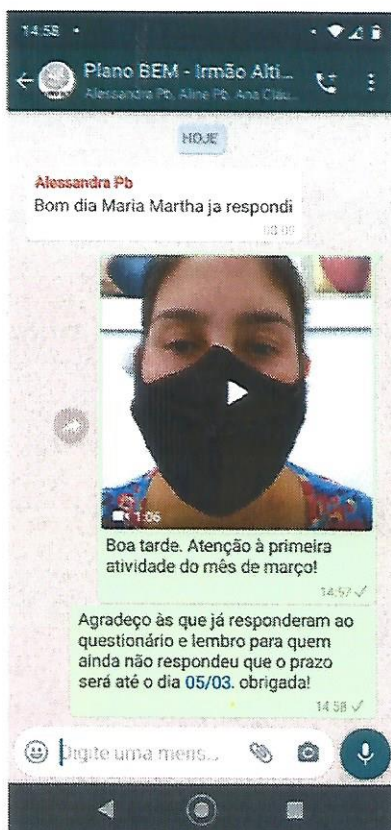 14:58
Plano BEM - Irmão Alti...
Alessandra Pb, Aline Pb, Ana Cláu...
HOJE
Alessandra Pb
Bom dia Maria Martha ja respondi
1:06
Boa tarde. Atenção à primeira
atividade do mês de março!
14:57
Agradeço às que já responderam ao
questionário e lembro para quem
ainda não respondeu que o prazo
será até o dia 05/03. obrigada!
14:58
Digite uma mens...